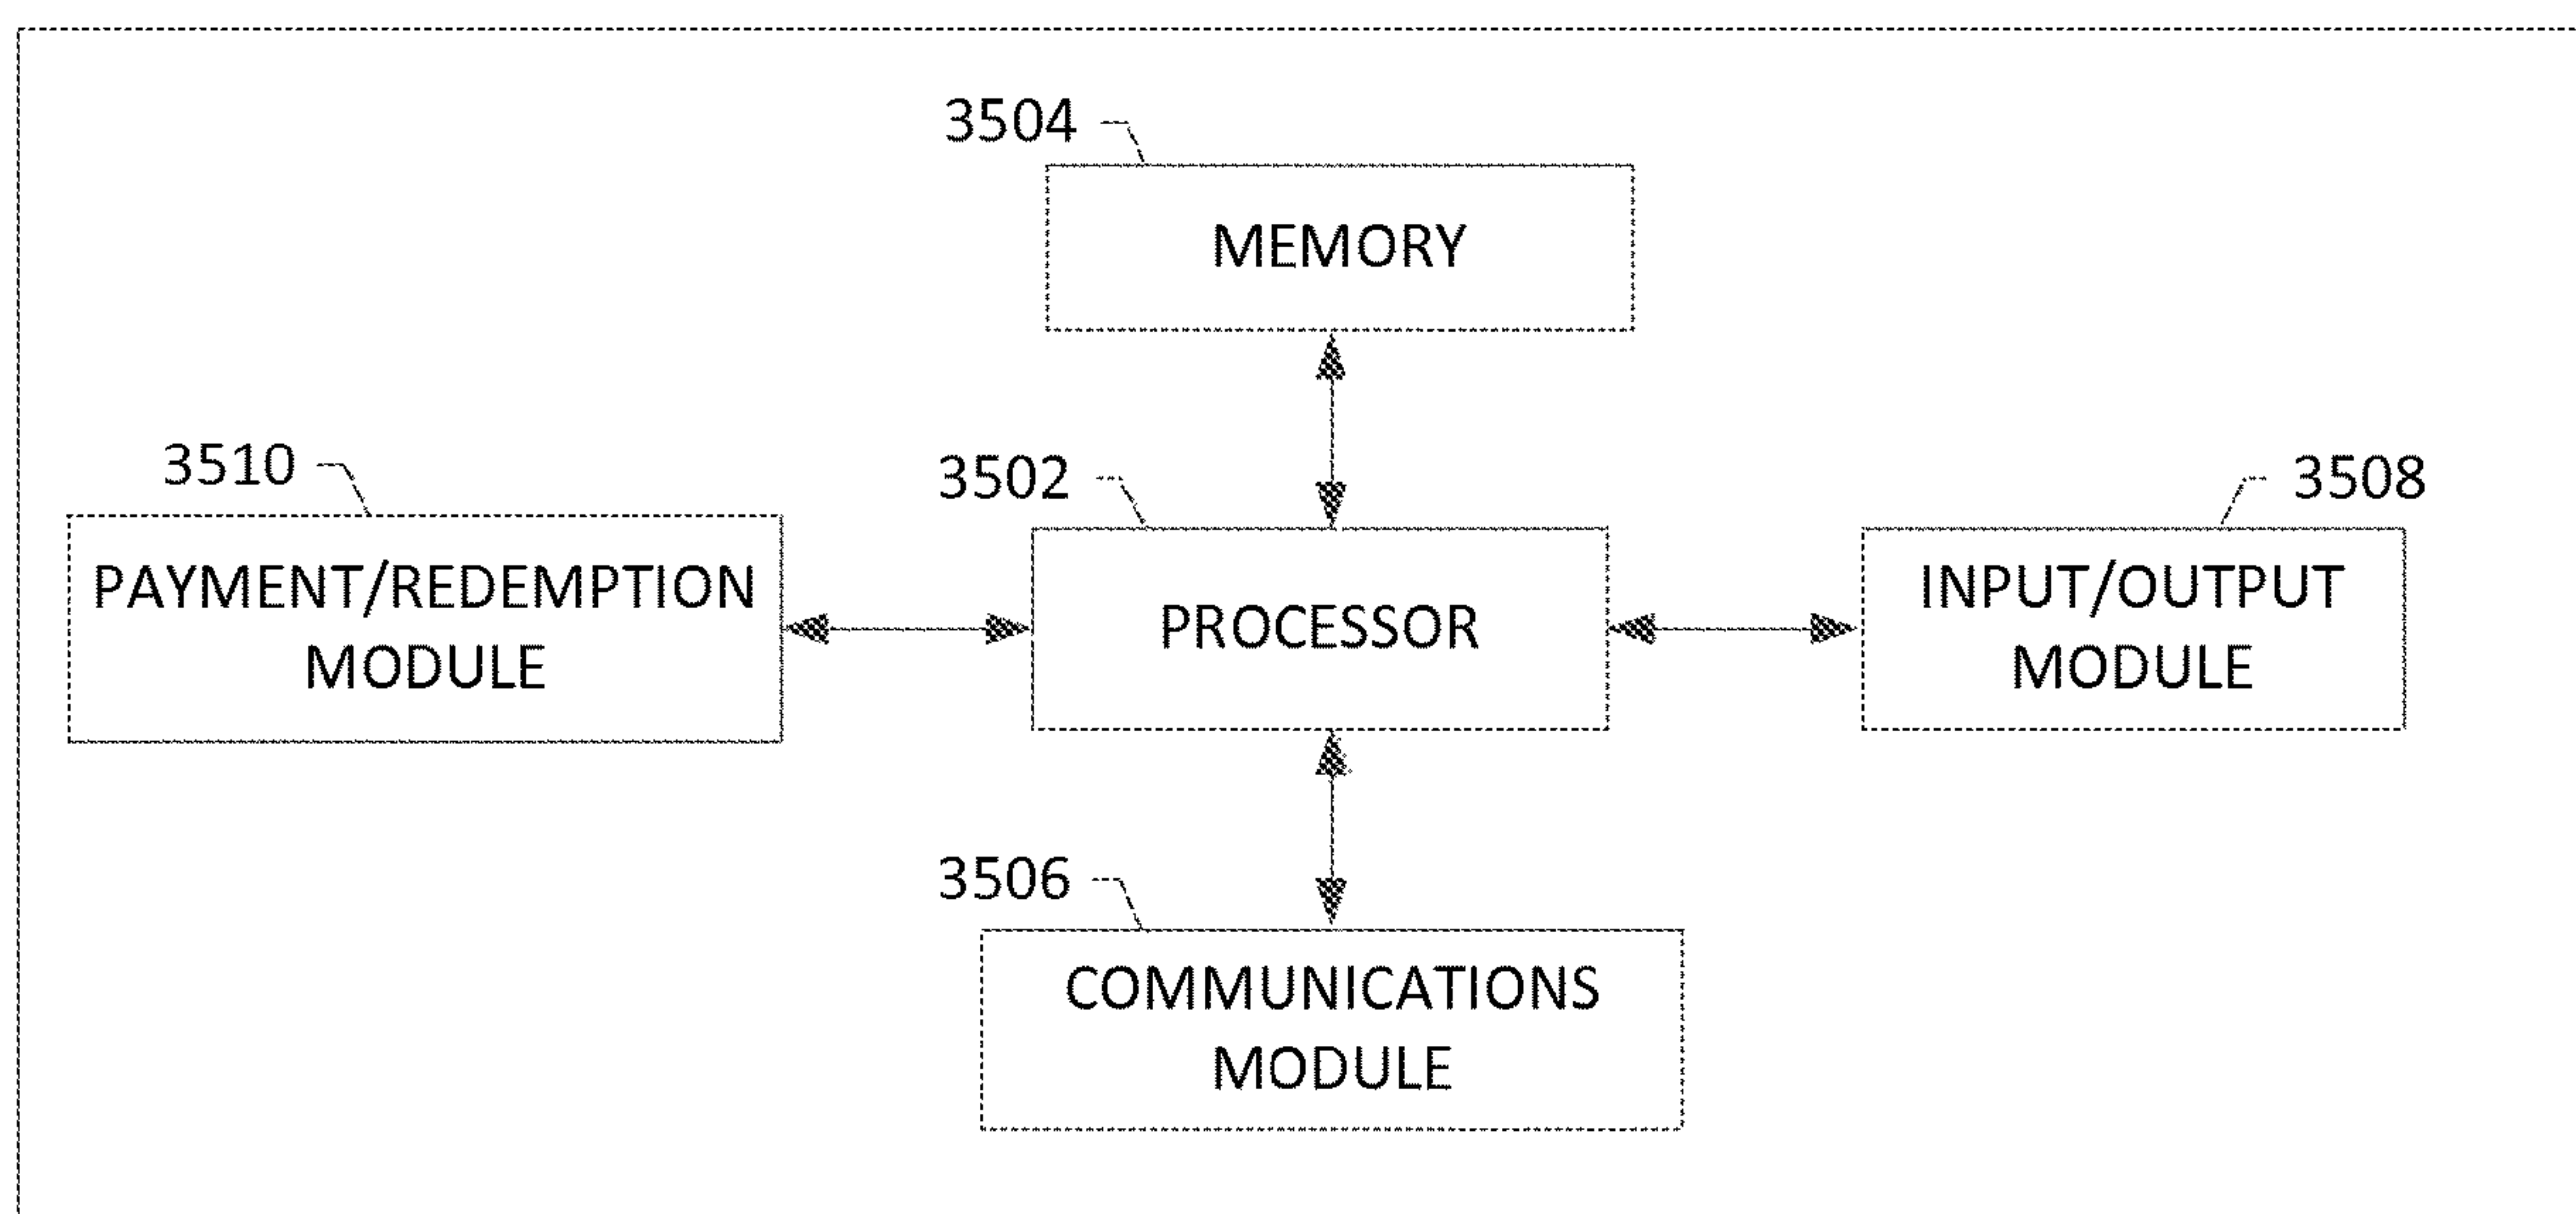 3504
MEMORY
3510
PAYMENT/REDEMPTION
MODULE
3502
PROCESSOR
3508
INPUT/OUTPUT
MODULE
3506
COMMUNICATIONS
MODULE